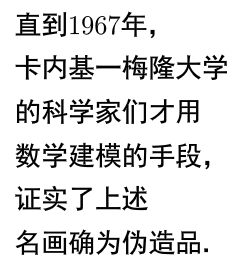 直到1967年，
卡内基一梅隆大学
的科学家们才用
数学建模的手段，
证实了上述
名画确为伪造品.